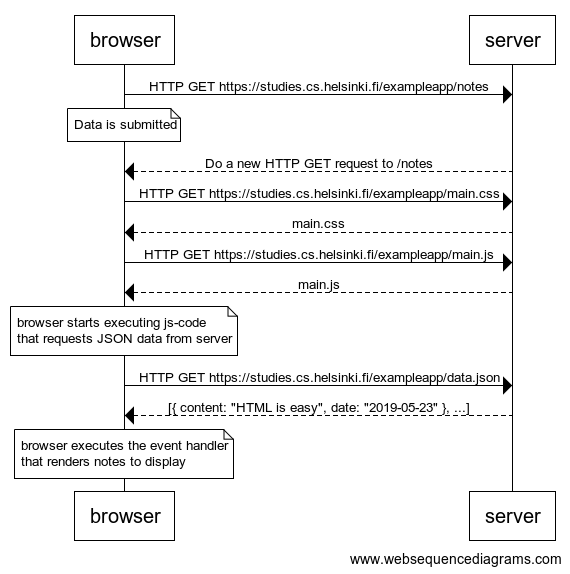 browser
server
HTTP GET https://studies.cs.helsinki.fi/exampleapp/notes
Data is submitted
Do a new HTTP GET request to /notes
HTTP GET https://studies.cs.helsinki.fi/exampleapp/main.css
main.css
HTTP GET https://studies.cs.helsinki.fi/exampleapp/main.js
main.js
browser starts executing js-code
that requests JSON data from server
HTTP GET https://studies.cs.helsinki.fi/exampleapp/data.json
[{ content: "HTML is easy", date: "2019-05-23" }, ...]
browser executes the event handler
that renders notes to display
browser
server
www.websequencediagrams.com